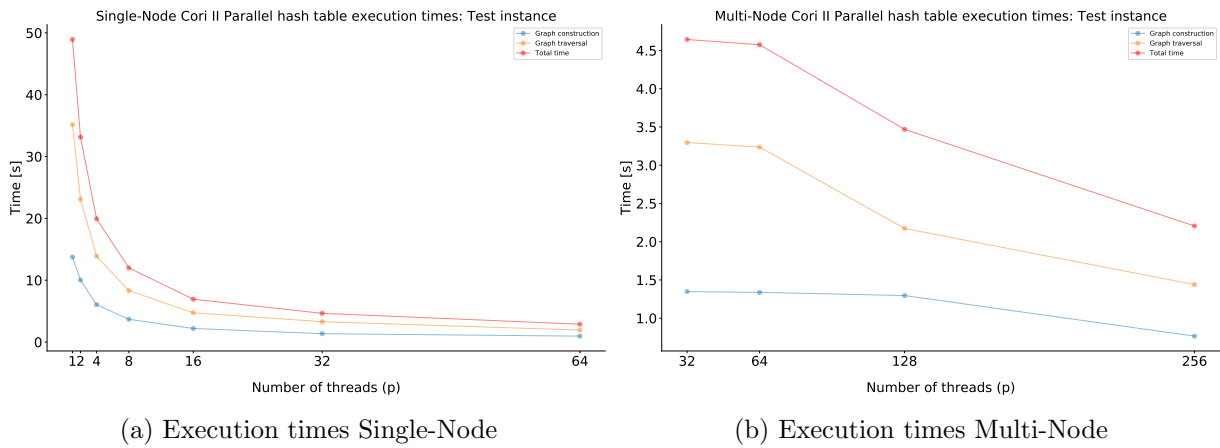 Single-Node Cori II Parallel hash table execution times: Test instance
Graph construction
Graph traversal
Total time
50
40
30
20
10
0
Time [s]
1 2 4 8 16 32 64
Number of threads (p)
(a) Execution times Single-Node
Multi-Node Cori II Parallel hash table execution times: Test instance
Graph construction
Graph traversal
Total time
4.5
4.0
3.5
3.0
2.5
2.0
1.5
1.0
Time [s]
32 64 128 256
Number of threads (p)
(b) Execution times Multi-Node